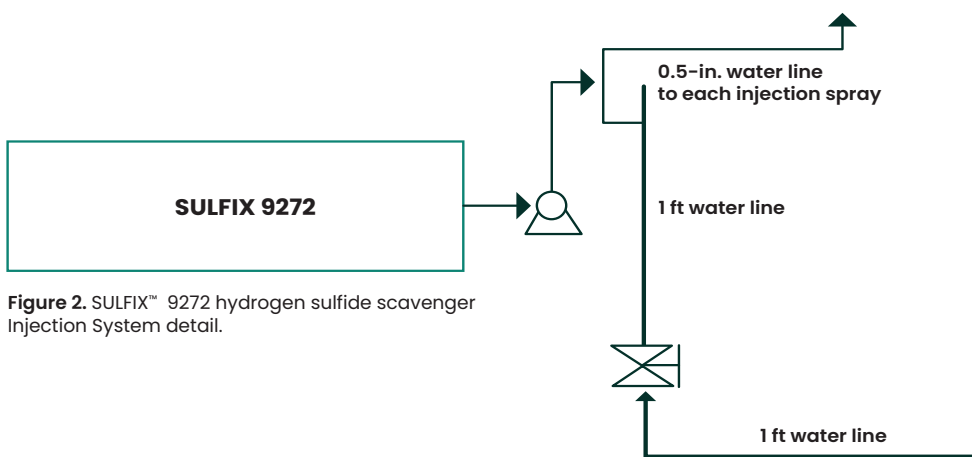 0.5-in. water line
to each injection spray
SULFIX 9272
1 ft water line
Figure 2. SULFIX™ 9272 hydrogen sulfide scavenger
Injection System detail.
1 ft water line